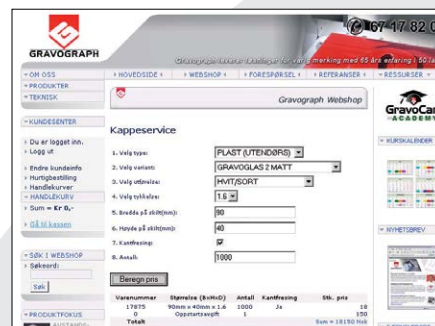 67 17 82 0
GRAVOGRAPH
Gravograph leverer løsninger for varig merking med 65 års erfaring i 50 la
OM OSS
PRODUKTER
TEKNISK
HOVEDSIDE
WEBSHOP
FORESPØRSEL
REFERANSER
RESSURSER
Gravograph Webshop
GravoCam
ACADEMY
KUNDESENTER
Du er logget inn.
Logg ut
Endre kundeinfo
Hurtigbestilling
Handlekurver
HANDLEKURV
Sum = Kr 0,-
Gå til kassen
SØK I WEBSHOP
Søkeord:
Søk
PRODUKTFOKUS
Kappeservice
1. Velg type: PLAST (UTENDØRS)
2. Velg variant: GRAVOGLAS 2 MATT
3. Velg utførelse: HVIT/SORT
4. Velg tykkelse: 1.6
5. Bredde på skilt(mm): 90
6. Høyde på skilt(mm): 40
7. Kantfresing:
8. Antall: 1000
Beregn pris
Varenummer Størrelse (BxHxD) Antall Kantfresing Stk. pris
17875 90mm x 40mm x 1.6 1000 Ja 18
0 Oppstartsavgift 1 150
Totalt Sum = 18150 Nok
KURSKALENDER
NYHETSBREV